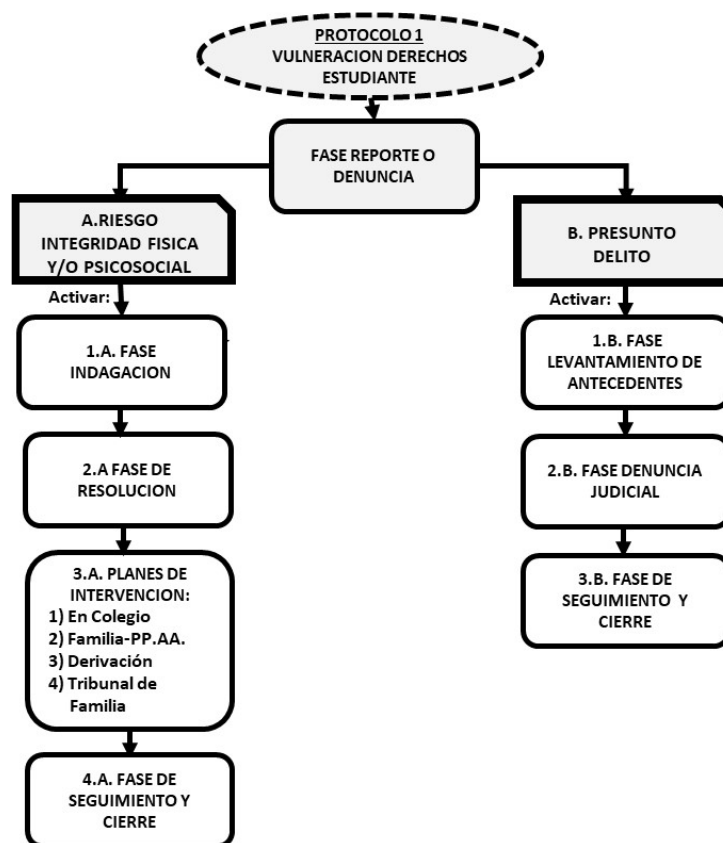 PROTOCOLO 1
VULNERACION DERECHOS
ESTUDIANTE
FASE REPORTE O
DENUNCIA
A.RIESGO
INTEGRIDAD FISICA
Y/O PSICOSOCIAL
Activar:
1.A. FASE
INDAGACION
2.A FASE DE
RESOLUCION
3.A. PLANES DE
INTERVENCION:
1) En Colegio
2) Familia-PP.AA.
3) Derivación
4) Tribunal de
Familia
4.A. FASE DE
SEGUIMIENTO Y
CIERRE
B. PRESUNTO
DELITO
Activar:
1.B. FASE
LEVANTAMIENTO DE
ANTECEDENTES
2.B. FASE DENUNCIA
JUDICIAL
3.B. FASE DE
SEGUIMIENTO Y
CIERRE